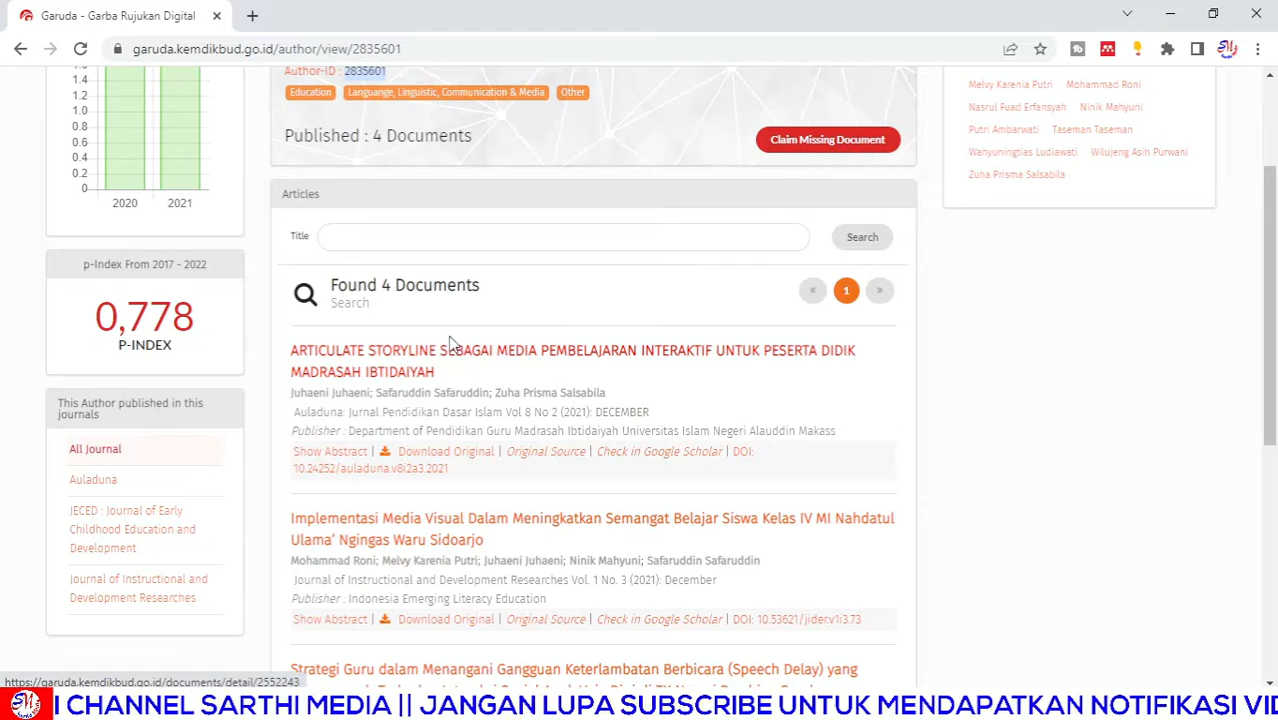 Garuda - Garba Rujukan Digital
garuda.kemdikbud.go.id/author/view/2835601
1.6
1.4
1.2
1.0
0.8
0.6
0.4
0.2
0
2020 2021
p-Index From 2017 - 2022
0,778
P-INDEX
This Author published in this
journals
All Journal
Auladuna
JECED : Journal of Early
Childhood Education and
Development
Journal of Instructional and
Development Researches
Author-ID : 2835601
Education Languange, Linguistic, Communication & Media Other
Published : 4 Documents
Claim Missing Document
Articles
Title
Search
Found 4 Documents
Search
« 1 »
ARTICULATE STORYLINE SEBAGAI MEDIA PEMBELAJARAN INTERAKTIF UNTUK PESERTA DIDIK
MADRASAH IBTIDAIYAH
Juhaeni Juhaeni; Safaruddin Safaruddin; Zuha Prisma Salsabila
Auladuna: Jurnal Pendidikan Dasar Islam Vol 8 No 2 (2021): DECEMBER
Publisher : Department of Pendidikan Guru Madrasah Ibtidaiyah Universitas Islam Negeri Alauddin Makass
Show Abstract | Download Original | Original Source | Check in Google Scholar | DOI:
10.24252/auladuna.v8i2a3.2021
Implementasi Media Visual Dalam Meningkatkan Semangat Belajar Siswa Kelas IV MI Nahdatul
Ulama’ Ngingas Waru Sidoarjo
Mohammad Roni; Melvy Karenia Putri; Juhaeni Juhaeni; Ninik Mahyuni; Safaruddin Safaruddin
Journal of Instructional and Development Researches Vol. 1 No. 3 (2021): December
Publisher : Indonesia Emerging Literacy Education
Show Abstract | Download Original | Original Source | Check in Google Scholar | DOI: 10.53621/jider.v1i3.73
Strategi Guru dalam Menangani Gangguan Keterlambatan Berbicara (Speech Delay) yang
Melvy Karenia Putri Mohammad Roni
Nasrul Fuad Erfansyah Ninik Mahyuni
Putri Ambarwati Taseman Taseman
Wahyuningtias Ludiawati Wilujeng Asih Purwani
Zuha Prisma Salsabila
https://garuda.kemdikbud.go.id/documents/detail/2552243
I CHANNEL SARTHI MEDIA || JANGAN LUPA SUBSCRIBE UNTUK MENDAPATKAN NOTIFIKASI VID